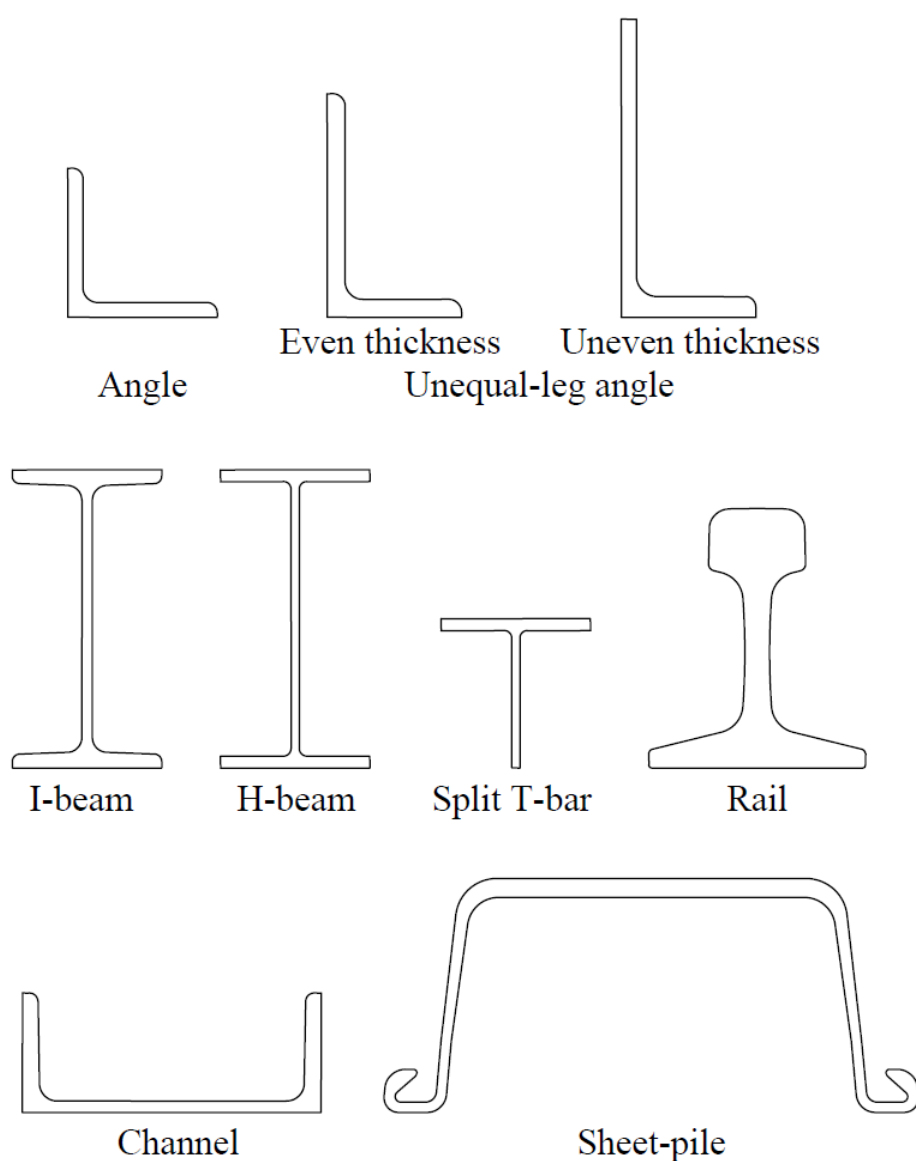 Even thickness Uneven thickness
Angle Unequal-leg angle
I-beam H-beam Split T-bar Rail
Channel Sheet-pile